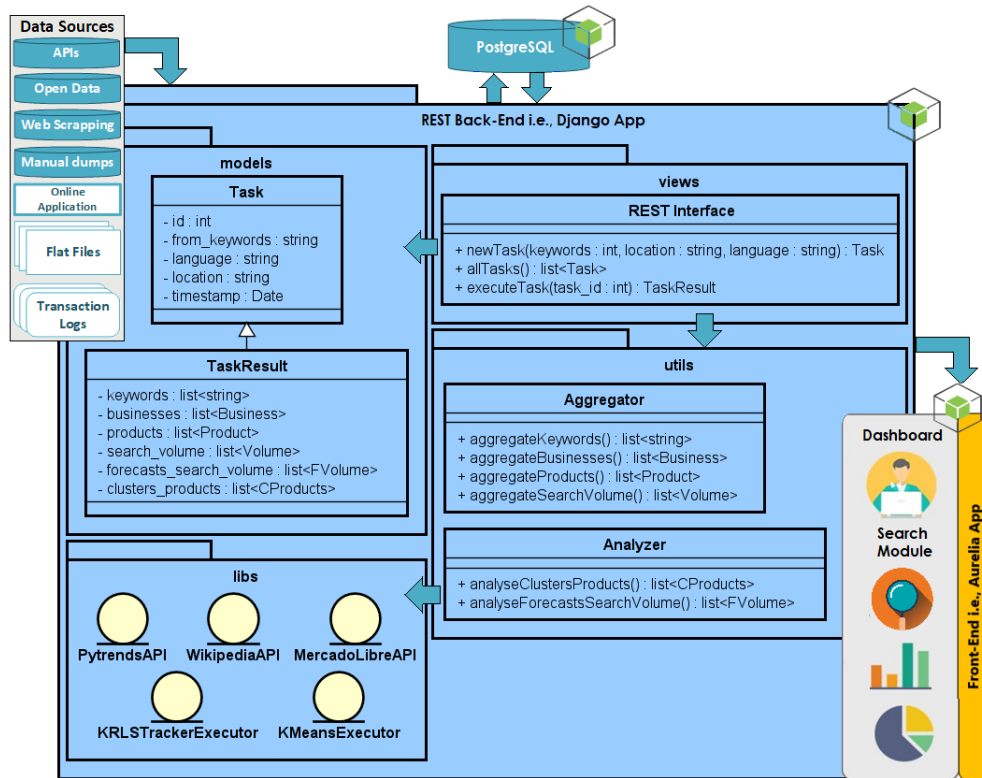 Data Sources
APIs
Open Data
Web Scrapping
Manual dumps
Online
Application
Flat Files
Transaction
Logs
PostgreSQL
REST Back-End i.e., Django App
models
Task
- id : int
- from_keywords : string
- language : string
- location : string
- timestamp : Date
TaskResult
- keywords : list<string>
- businesses : list<Business>
- products : list<Product>
- search_volume : list<Volume>
- forecasts_search_volume : list<FVolume>
- clusters_products : list<CProducts>
views
REST Interface
+ newTask(keywords : int, location : string, language : string) : Task
+ allTasks() : list<Task>
+ executeTask(task_id : int) : TaskResult
utils
Aggregator
+ aggregateKeywords() : list<string>
+ aggregateBusinesses() : list<Business>
+ aggregateProducts() : list<Product>
+ aggregateSearchVolume() : list<Volume>
Analyzer
+ analyseClustersProducts() : list<CProducts>
+ analyseForecastsSearchVolume() : list<FVolume>
libs
PytrendsAPI
WikipediaAPI
MercadoLibreAPI
KRLSTrackerExecutor
KMeansExecutor
Dashboard
Search
Module
Front-End i.e., Aurelia App